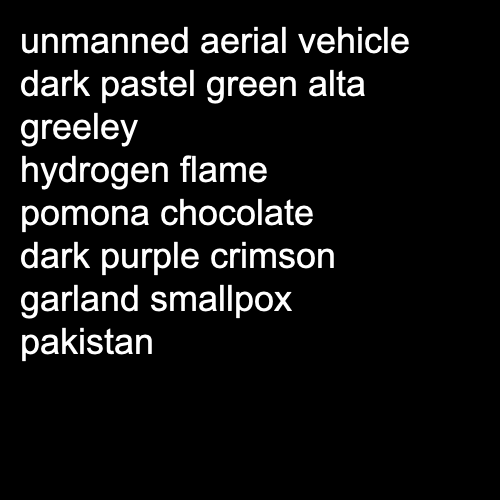 unmanned aerial vehicle
dark pastel green alta
greeley
hydrogen flame
pomona chocolate
dark purple crimson
garland smallpox
pakistan